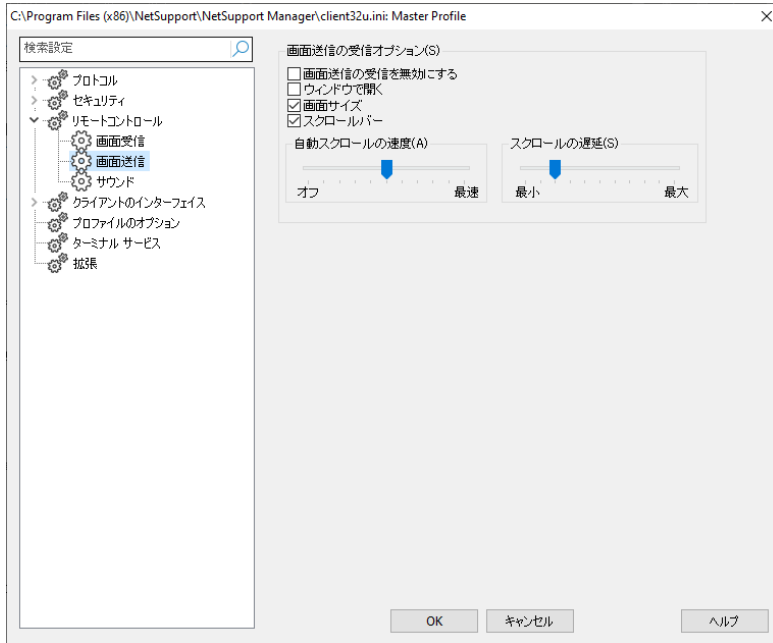 C:\Program Files (x86)\NetSupport\NetSupport Manager\client32u.ini: Master Profile
検索設定
プロトコル
セキュリティ
リモートコントロール
画面受信
画面送信
サウンド
クライアントのインターフェイス
プロファイルのオプション
ターミナル サービス
拡張
画面送信の受信オプション(S)
画面送信の受信を無効にする
ウィンドウで開く
画面サイズ
スクロールバー
自動スクロールの速度(A)
オフ 最速
スクロールの遅延(S)
最小 最大
OK キャンセル ヘルプ